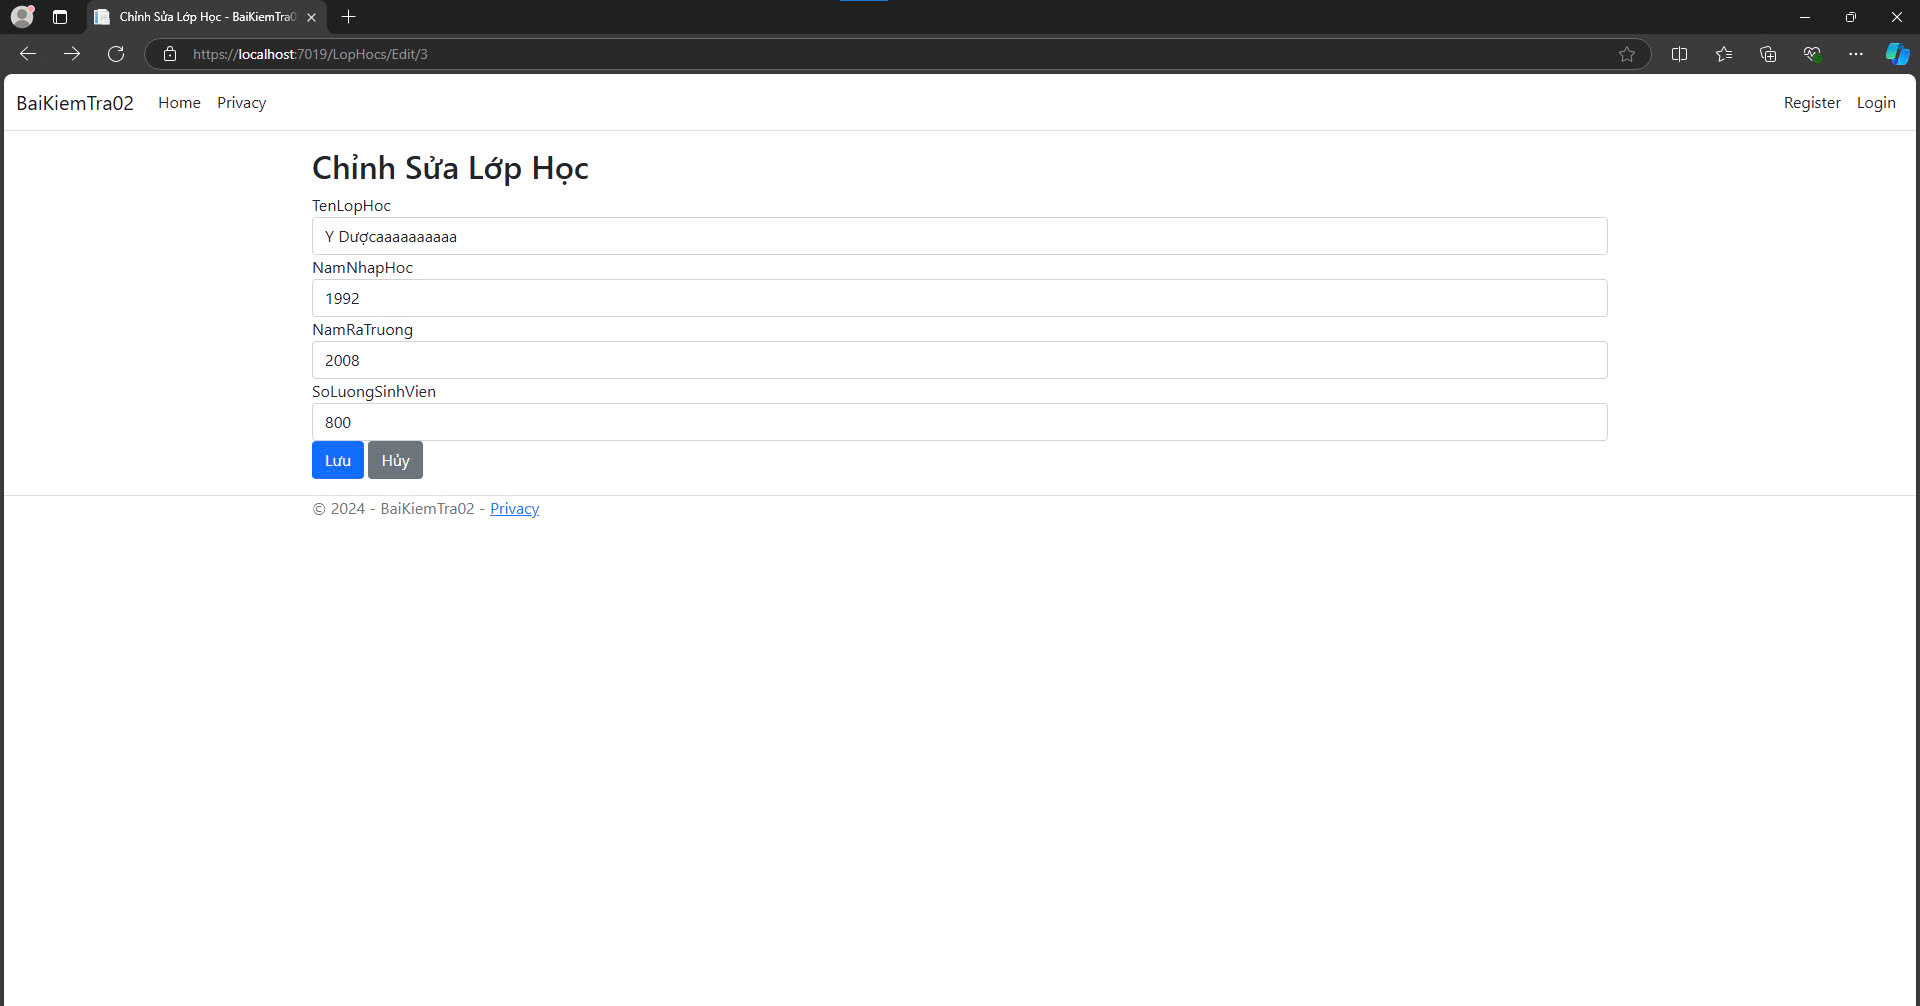 Chỉnh Sửa Lớp Học - BaiKiemTra0
https://localhost:7019/LopHocs/Edit/3
BaiKiemTra02 Home Privacy Register Login
Chỉnh Sửa Lớp Học
TenLopHoc
Y Dượcaaaaaaaaaa
NamNhapHoc
1992
NamRaTruong
2008
SoLuongSinhVien
800
Lưu Hủy
© 2024 - BaiKiemTra02 - Privacy